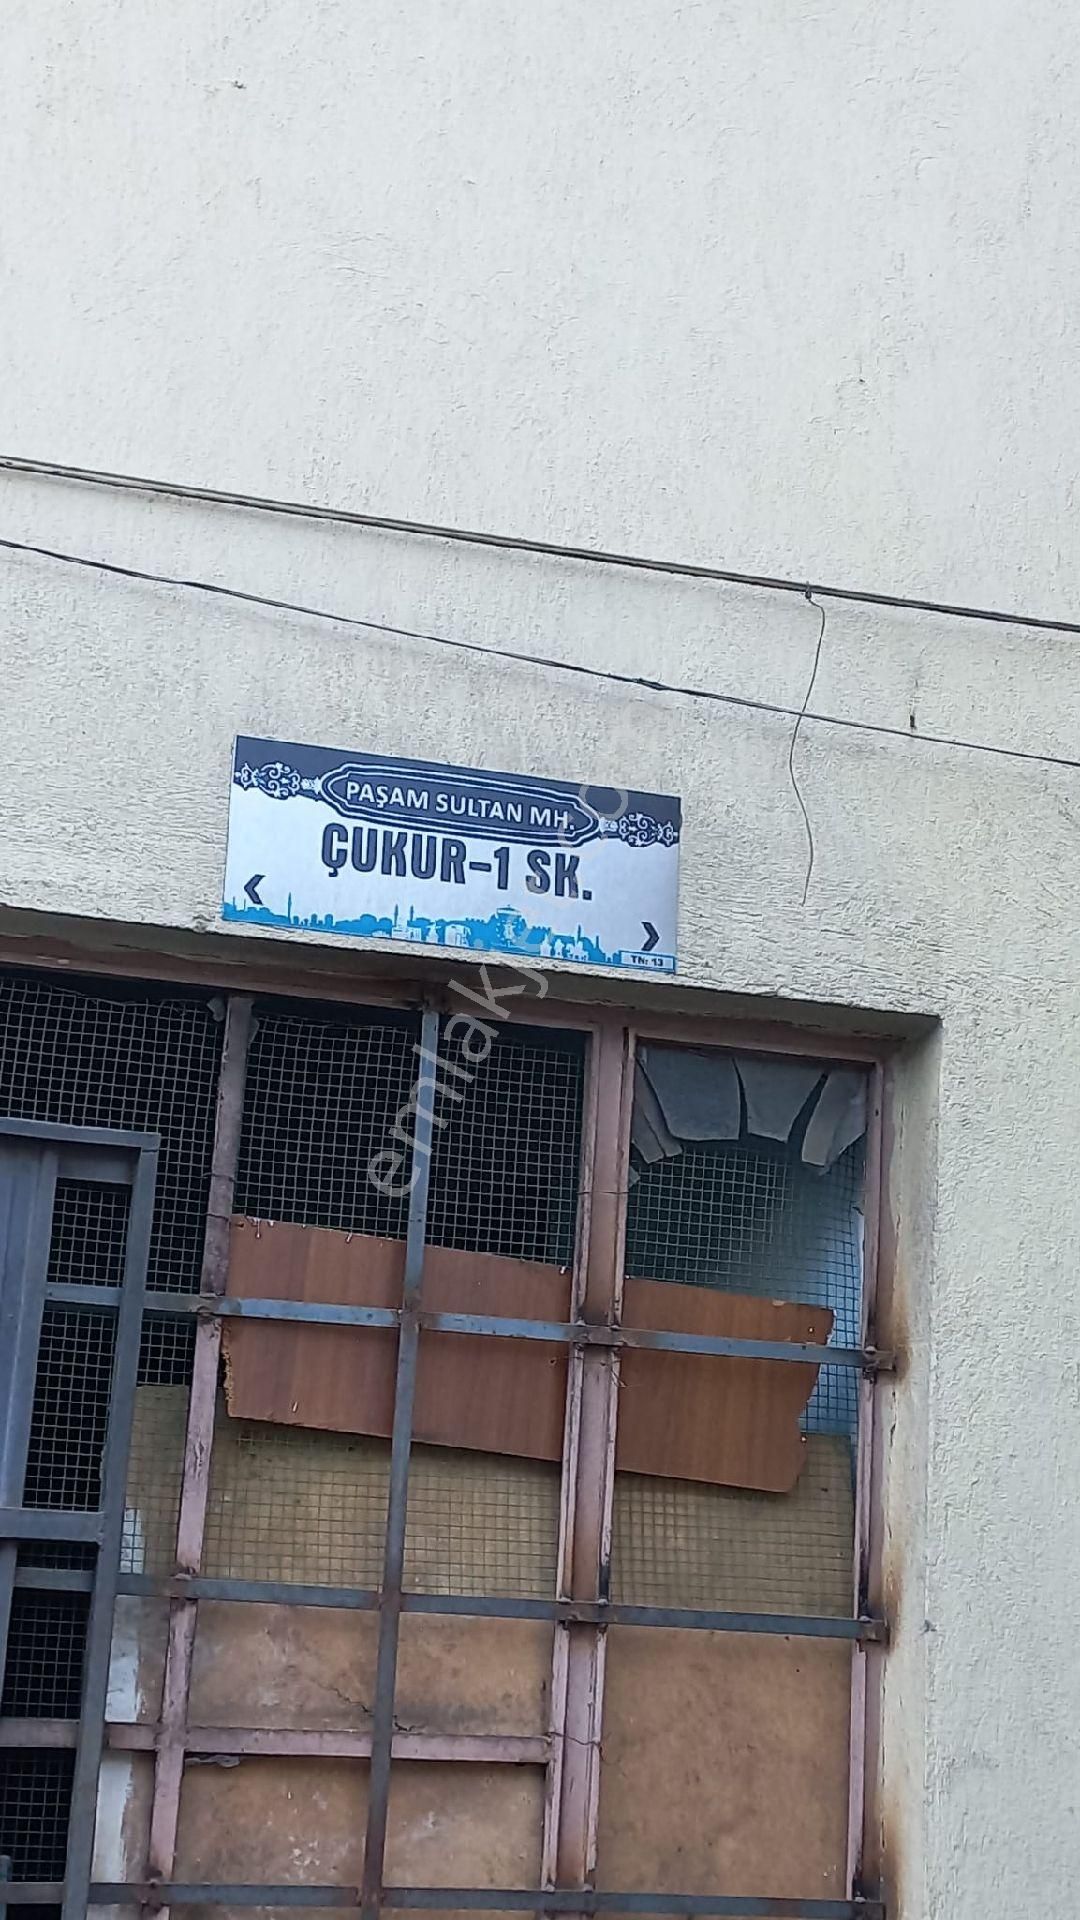 PAŞAM SULTAN MH.
ÇUKUR-1 SK.
TN: 13
emlakjet.com